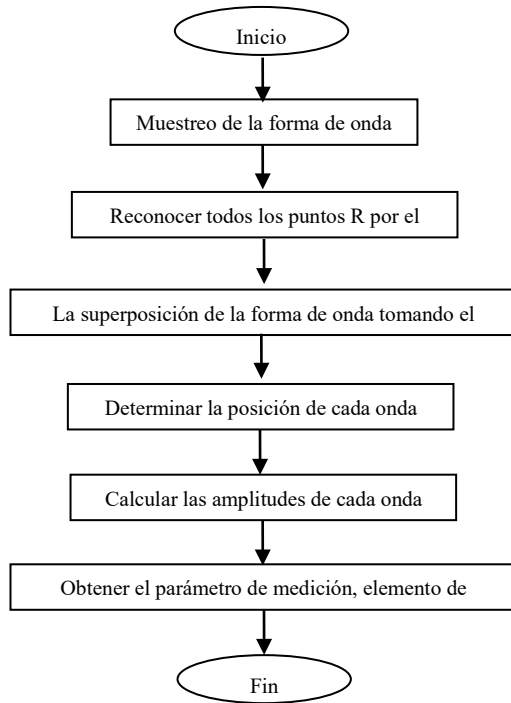 Inicio
Muestreo de la forma de onda
Reconocer todos los puntos R por el
La superposición de la forma de onda tomando el
Determinar la posición de cada onda
Calcular las amplitudes de cada onda
Obtener el parámetro de medición, elemento de
Fin